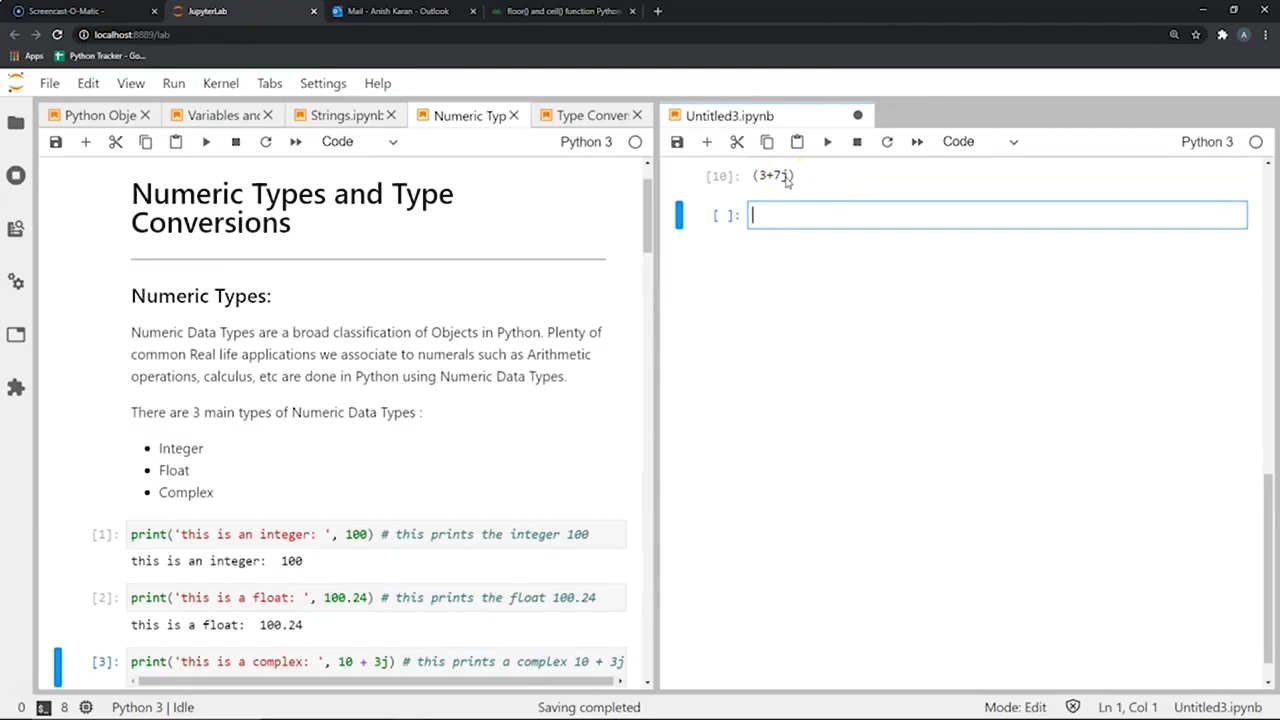 Screencast-O-Matic -
JupyterLab
Mail - Anish Karan - Outlook
floor() and ceil() function Python
localhost:8889/lab
Apps
Python Tracker - Go...
A
File Edit View Run Kernel Tabs Settings Help
Python Obje
Variables and
Strings.ipynb
Numeric Typ
Type Conver
Untitled3.ipynb
Code
Python 3
Code
Python 3
Numeric Types and Type
Conversions
Numeric Types:
Numeric Data Types are a broad classification of Objects in Python. Plenty of
common Real life applications we associate to numerals such as Arithmetic
operations, calculus, etc are done in Python using Numeric Data Types.
There are 3 main types of Numeric Data Types :
Integer
Float
Complex
[1]: print('this is an integer: ', 100) # this prints the integer 100
this is an integer:  100
[2]: print('this is a float: ', 100.24) # this prints the float 100.24
this is a float:  100.24
[3]: print('this is a complex: ', 10 + 3j) # this prints a complex 10 + 3j
[10]: (3+7j)
[ ]:
0
8
Python 3 | Idle
Saving completed
Mode: Edit
Ln 1, Col 1
Untitled3.ipynb